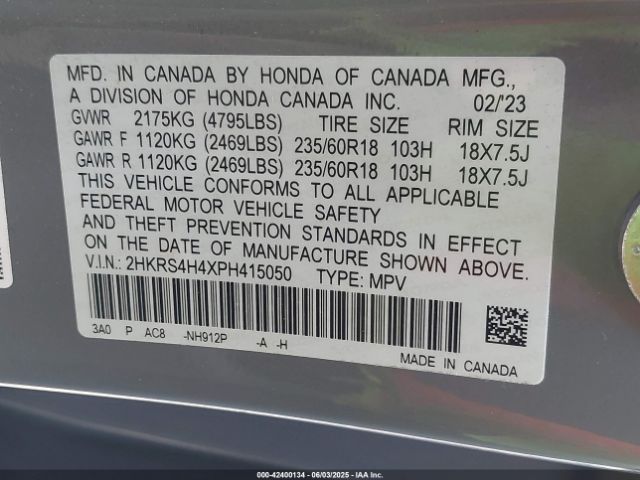 MFD. IN CANADA BY HONDA OF CANADA MFG.,
A DIVISION OF HONDA CANADA INC. 02/'23
GVWR 2175KG (4795LBS) TIRE SIZE RIM SIZE
GAWR F 1120KG (2469LBS) 235/60R18 103H 18X7.5J
GAWR R 1120KG (2469LBS) 235/60R18 103H 18X7.5J
THIS VEHICLE CONFORMS TO ALL APPLICABLE
FEDERAL MOTOR VEHICLE SAFETY
AND THEFT PREVENTION STANDARDS IN EFFECT
ON THE DATE OF MANUFACTURE SHOWN ABOVE.
V.I.N.: 2HKRS4H4XPH415050 TYPE: MPV
3A0 P AC8 -NH912P -A -H
MADE IN CANADA
000-42400134 - 06/03/2025 - IAA Inc.